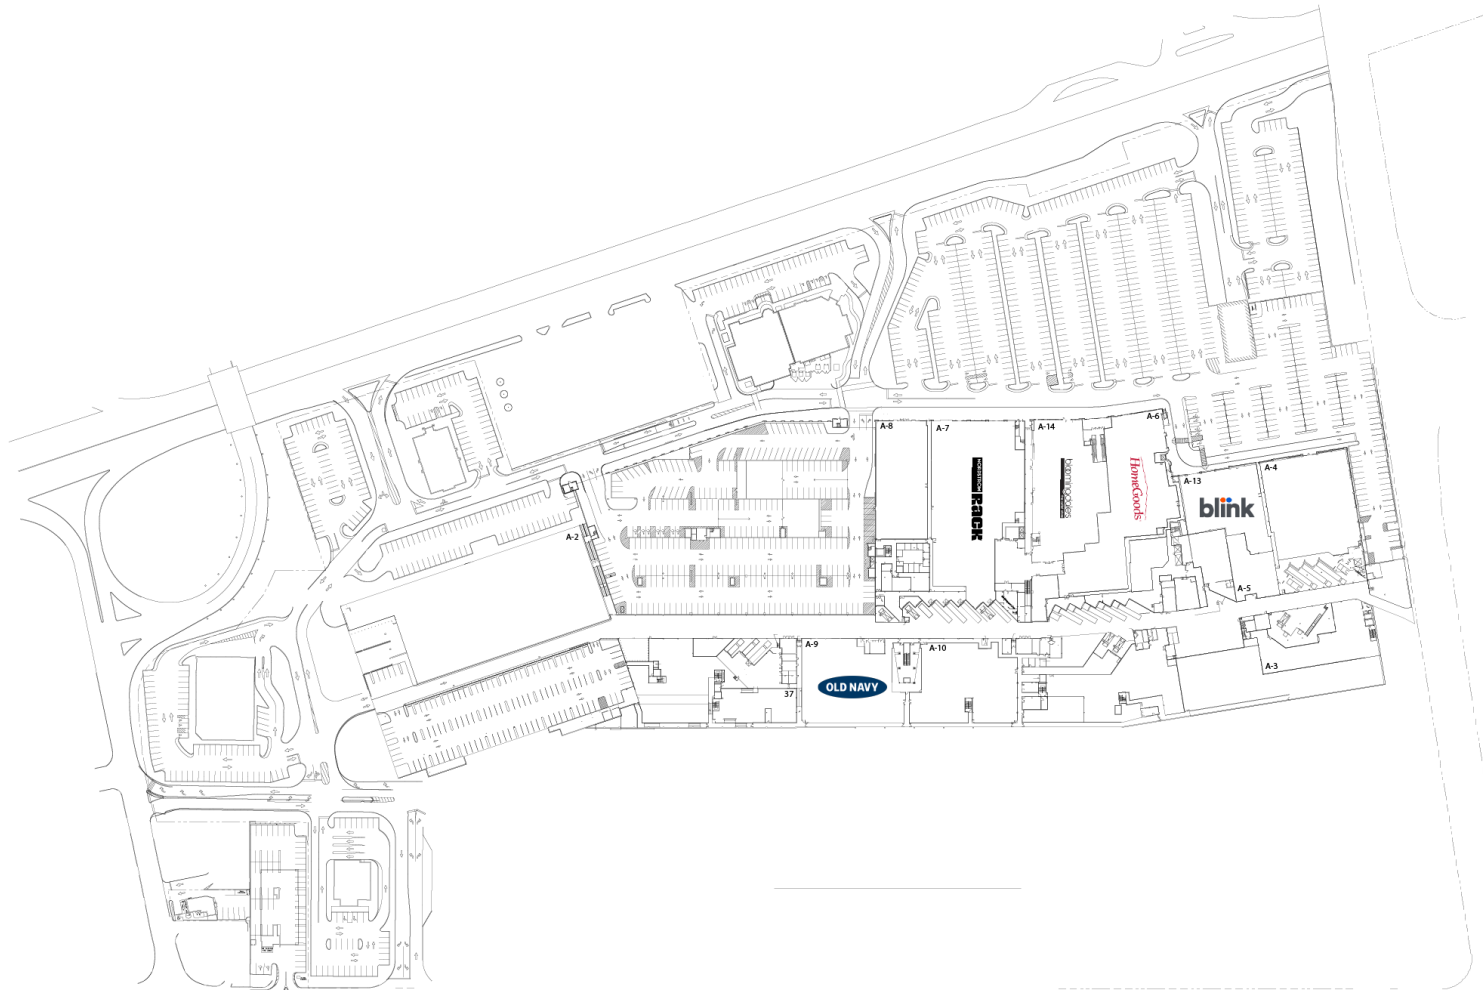 A-8
A-7
A-14
A-6
A-13
A-4
NORDSTROM
RACK
bloomingdales
HomeGoods
blink
A-2
A-5
A-9
A-10
A-3
OLD NAVY
37